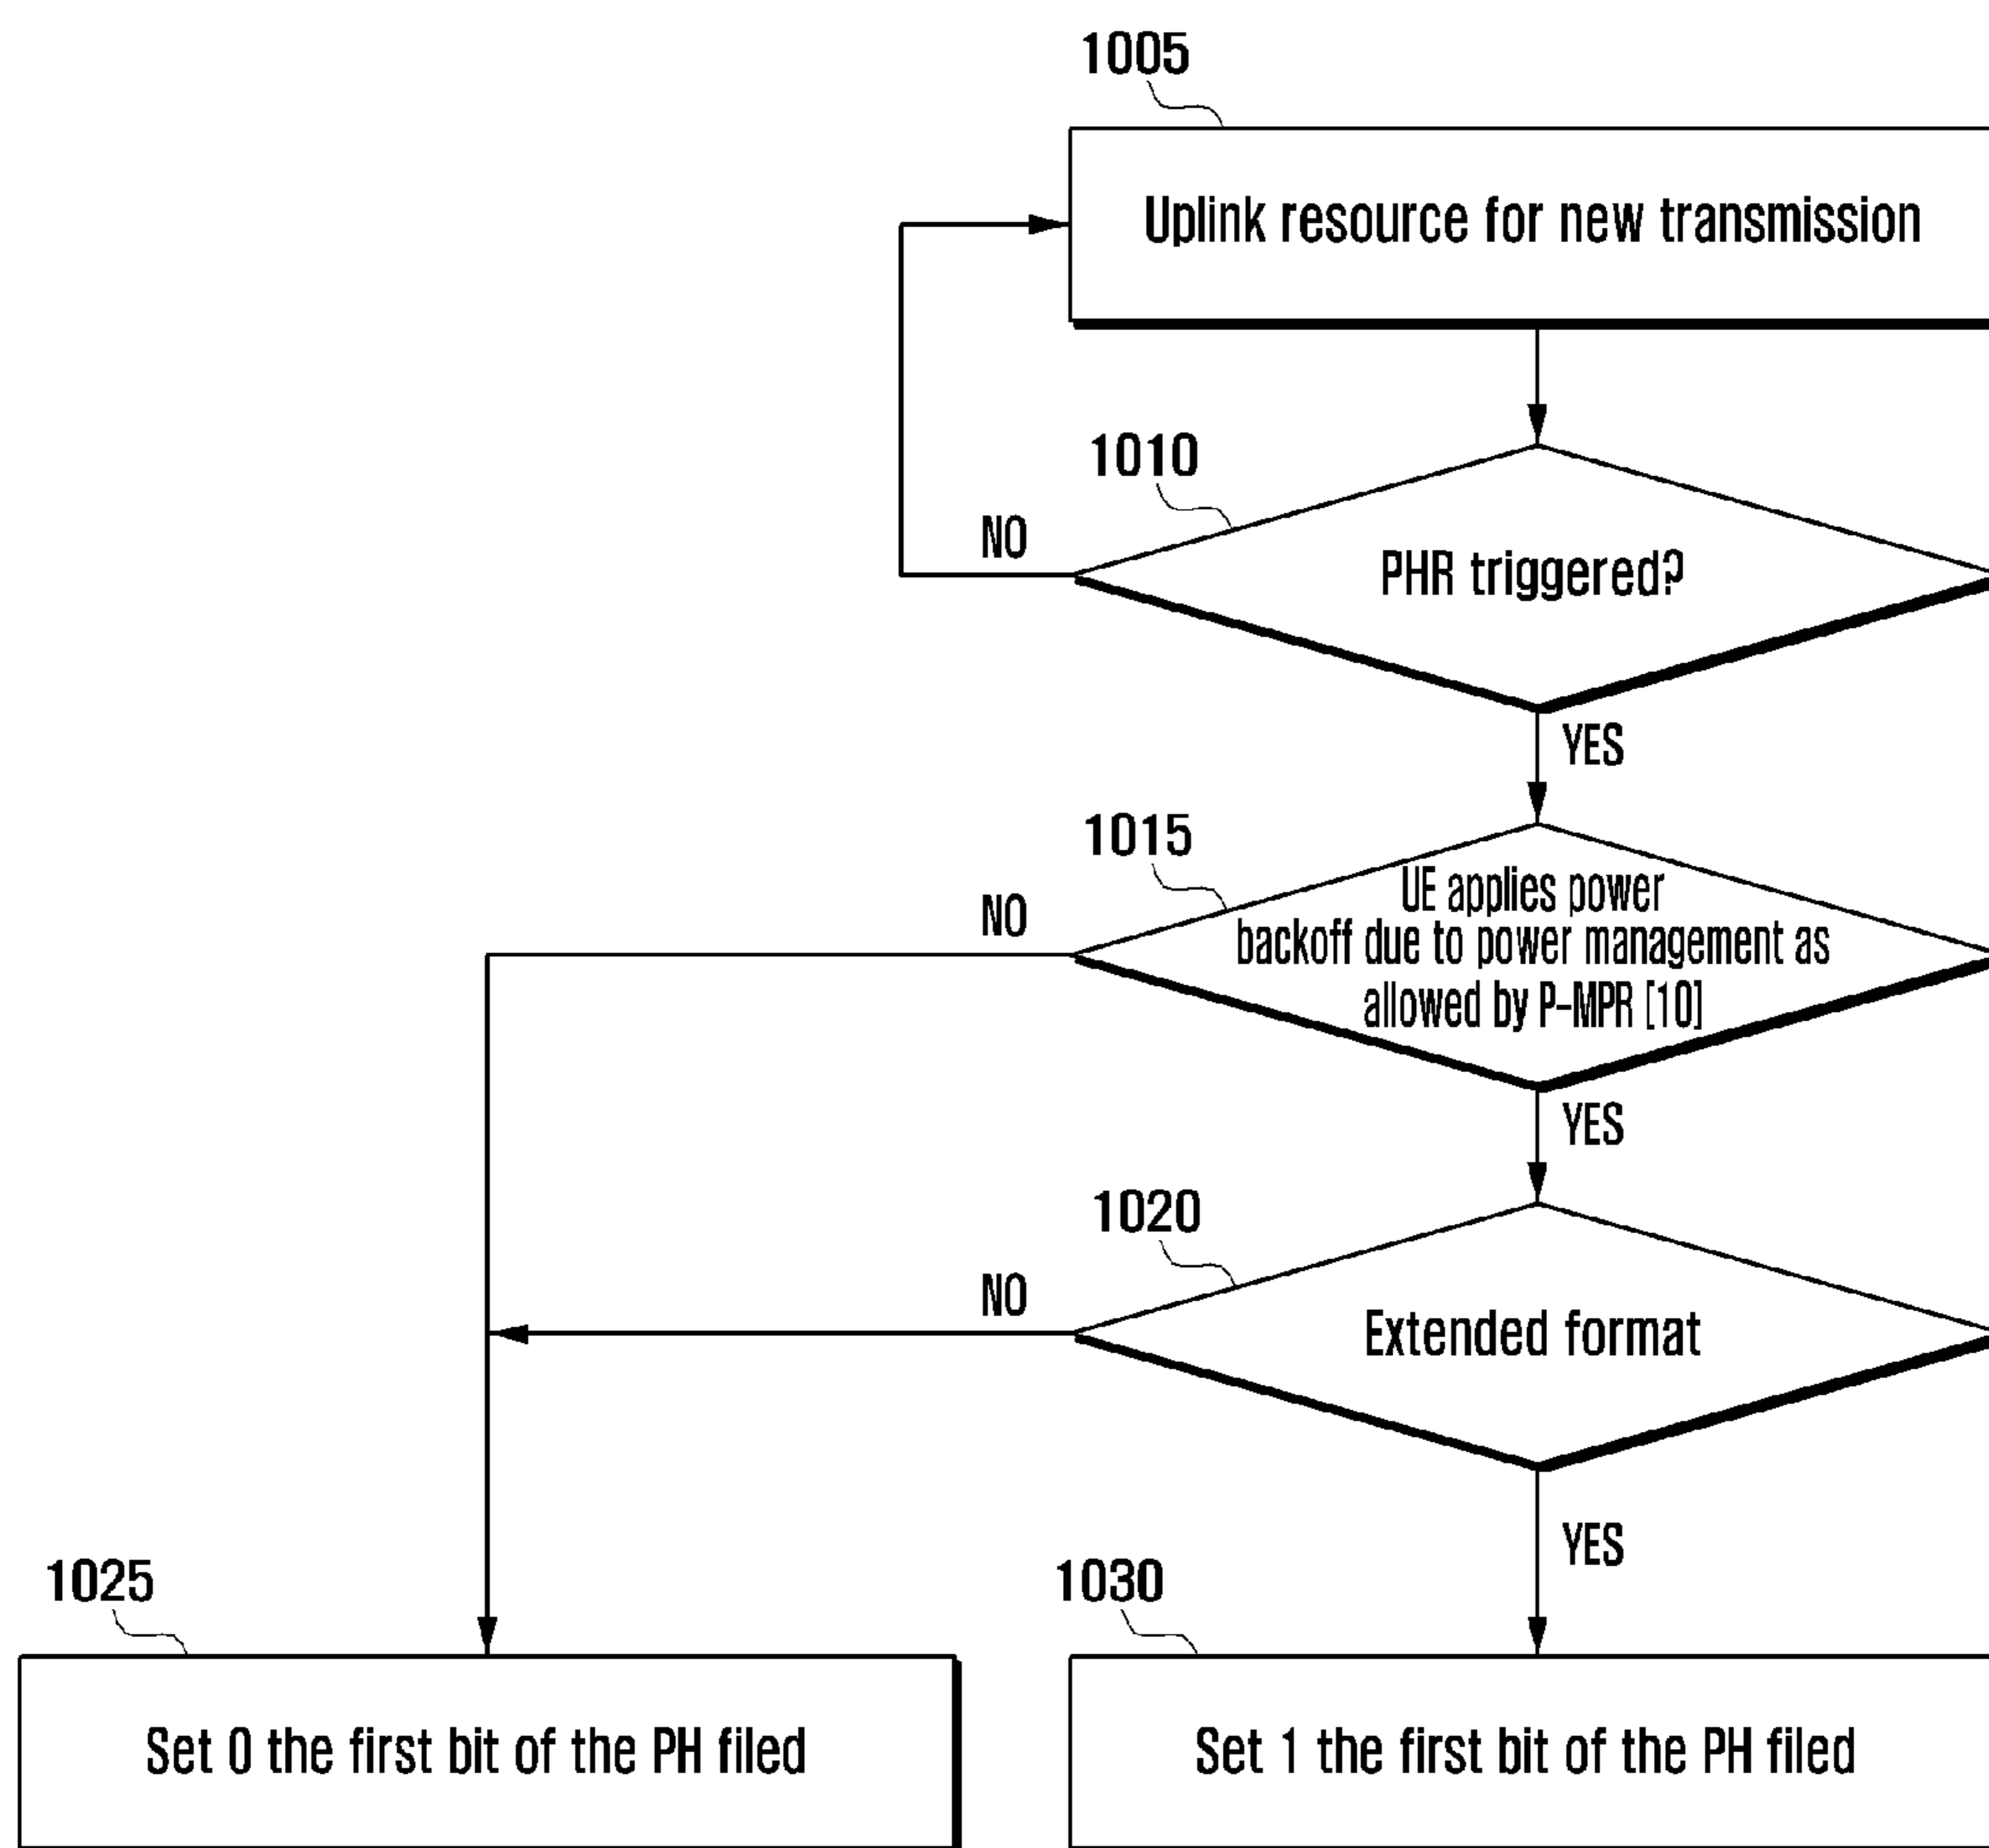 1005
Uplink resource for new transmission
1010
NO
PHR triggered?
YES
1015
NO
UE applies power
backoff due to power management as
allowed by P-MPR [10]
YES
1020
NO
Extended format
YES
1025
1030
Set 0 the first bit of the PH filed
Set 1 the first bit of the PH filed